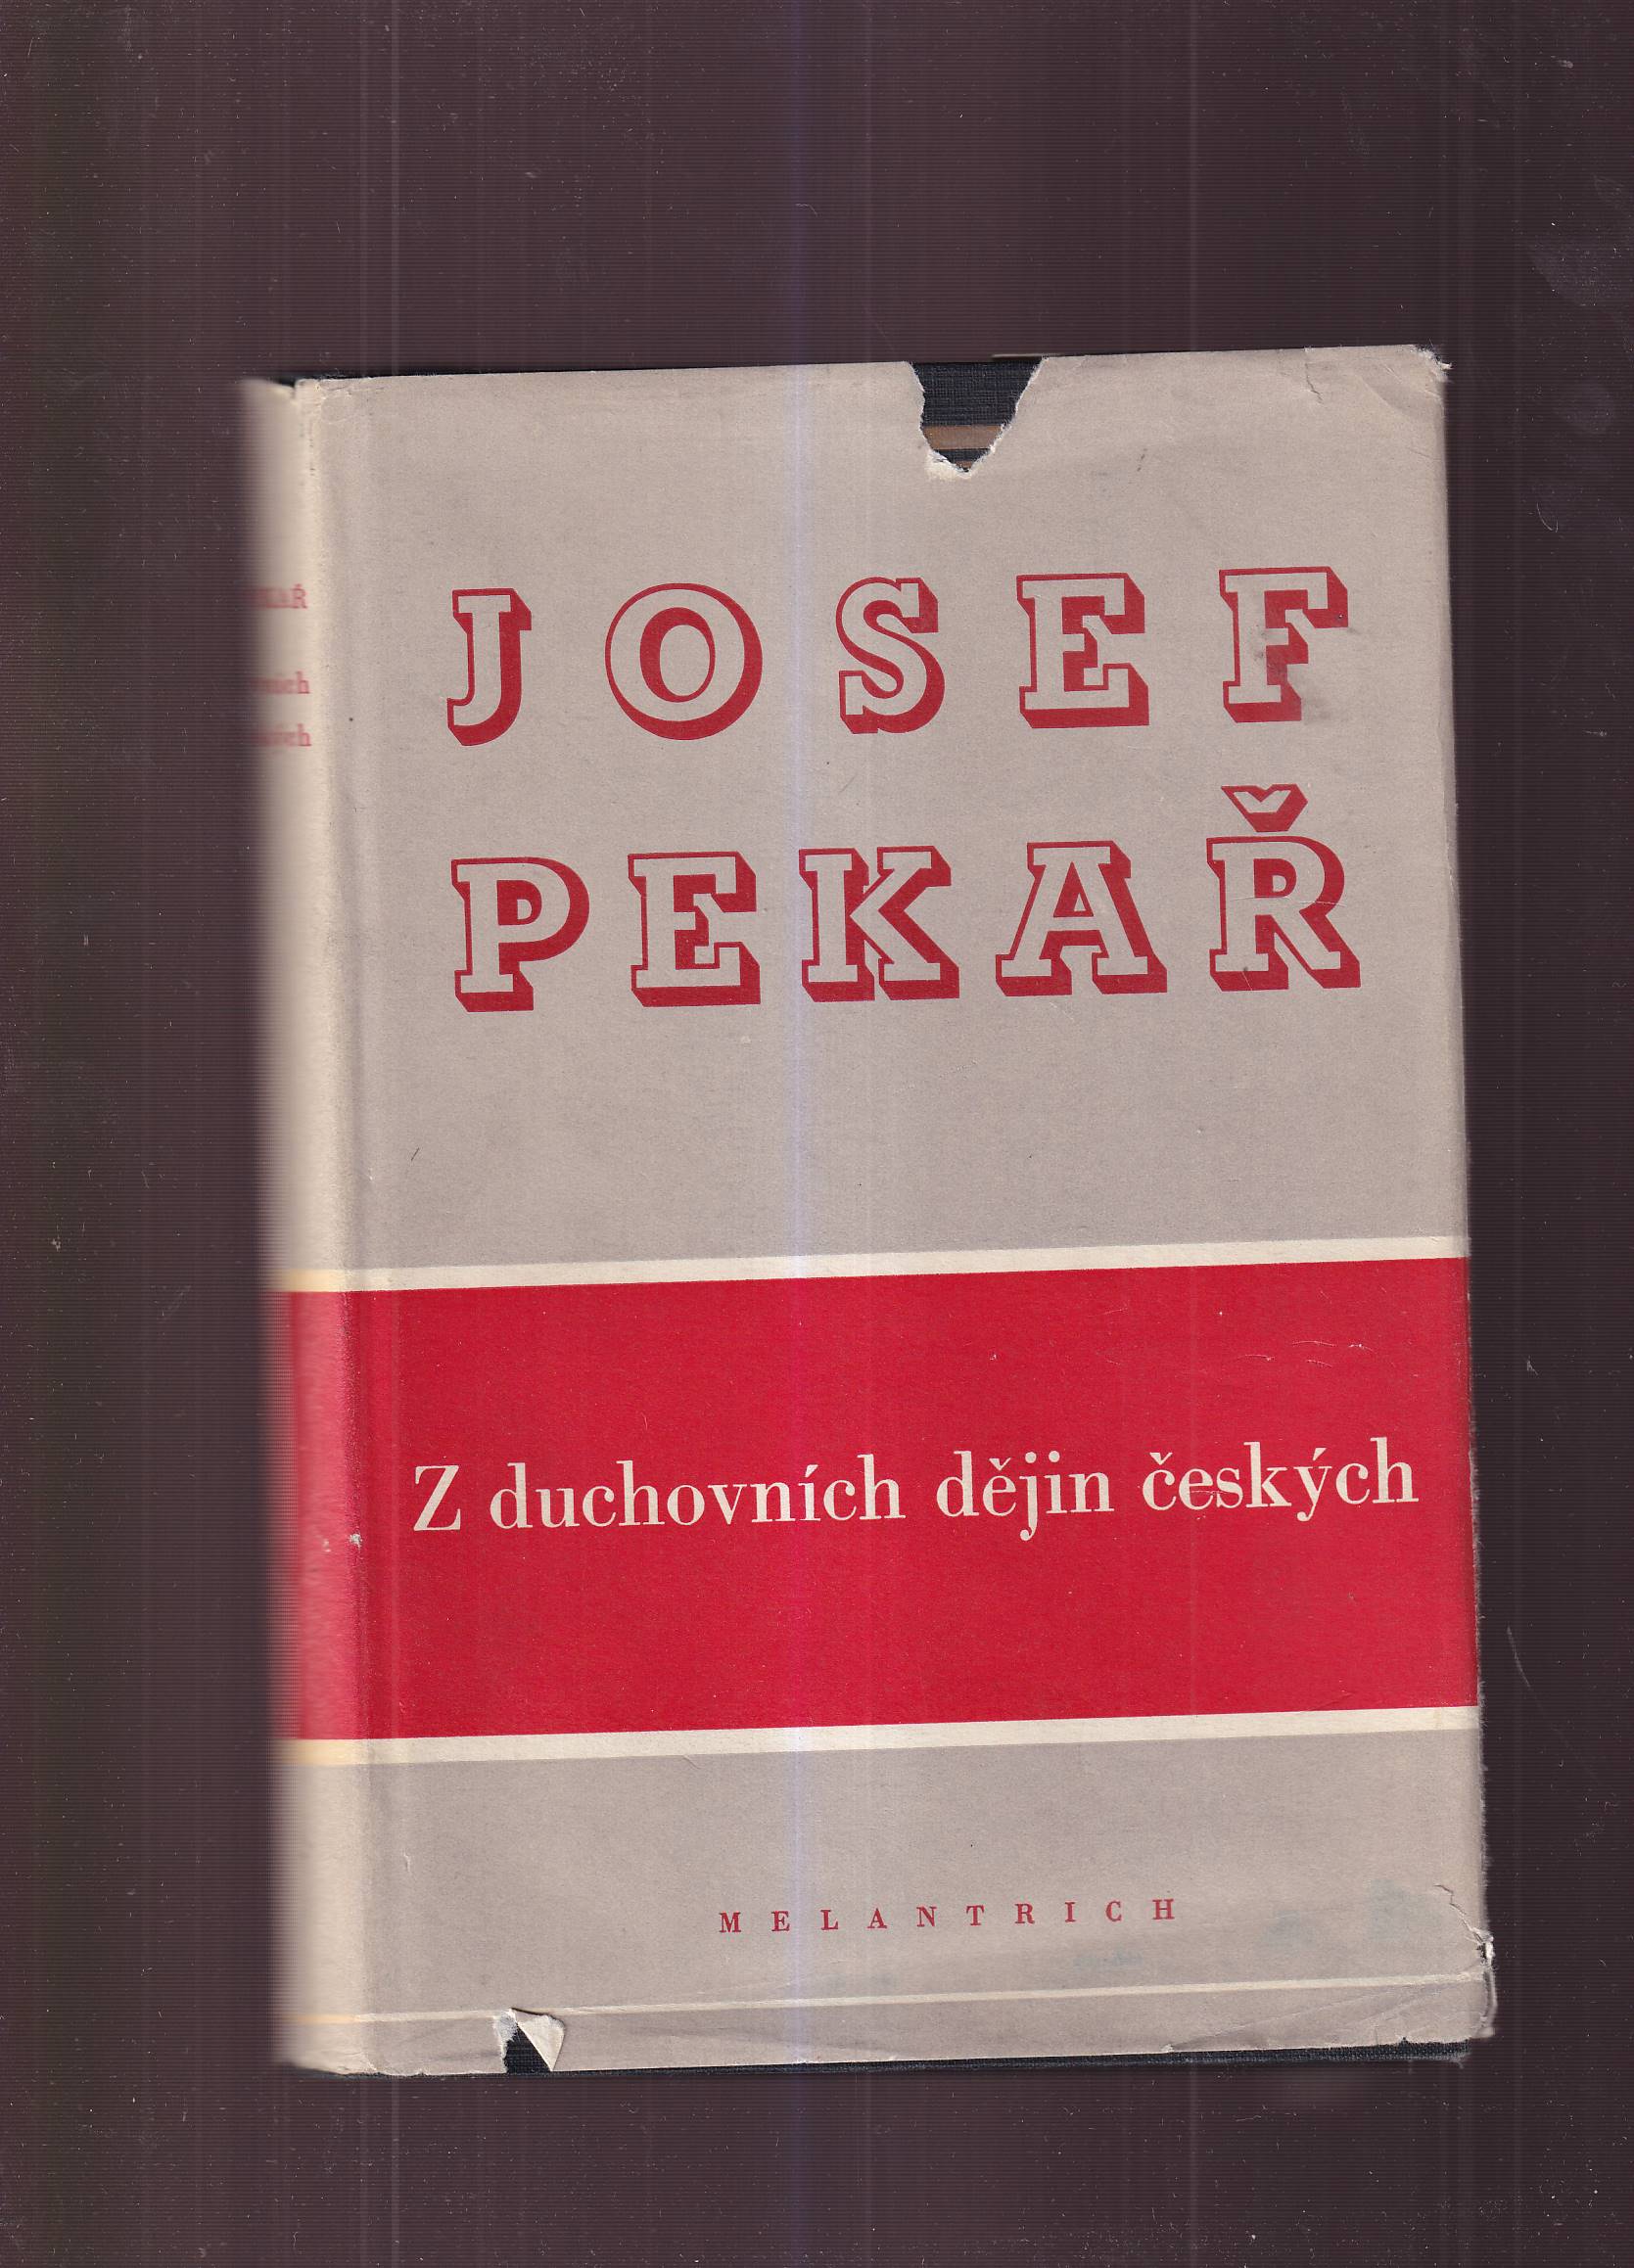 JOSEF
PEKAŘ
Z duchovních dějin českých
MELANTRICH